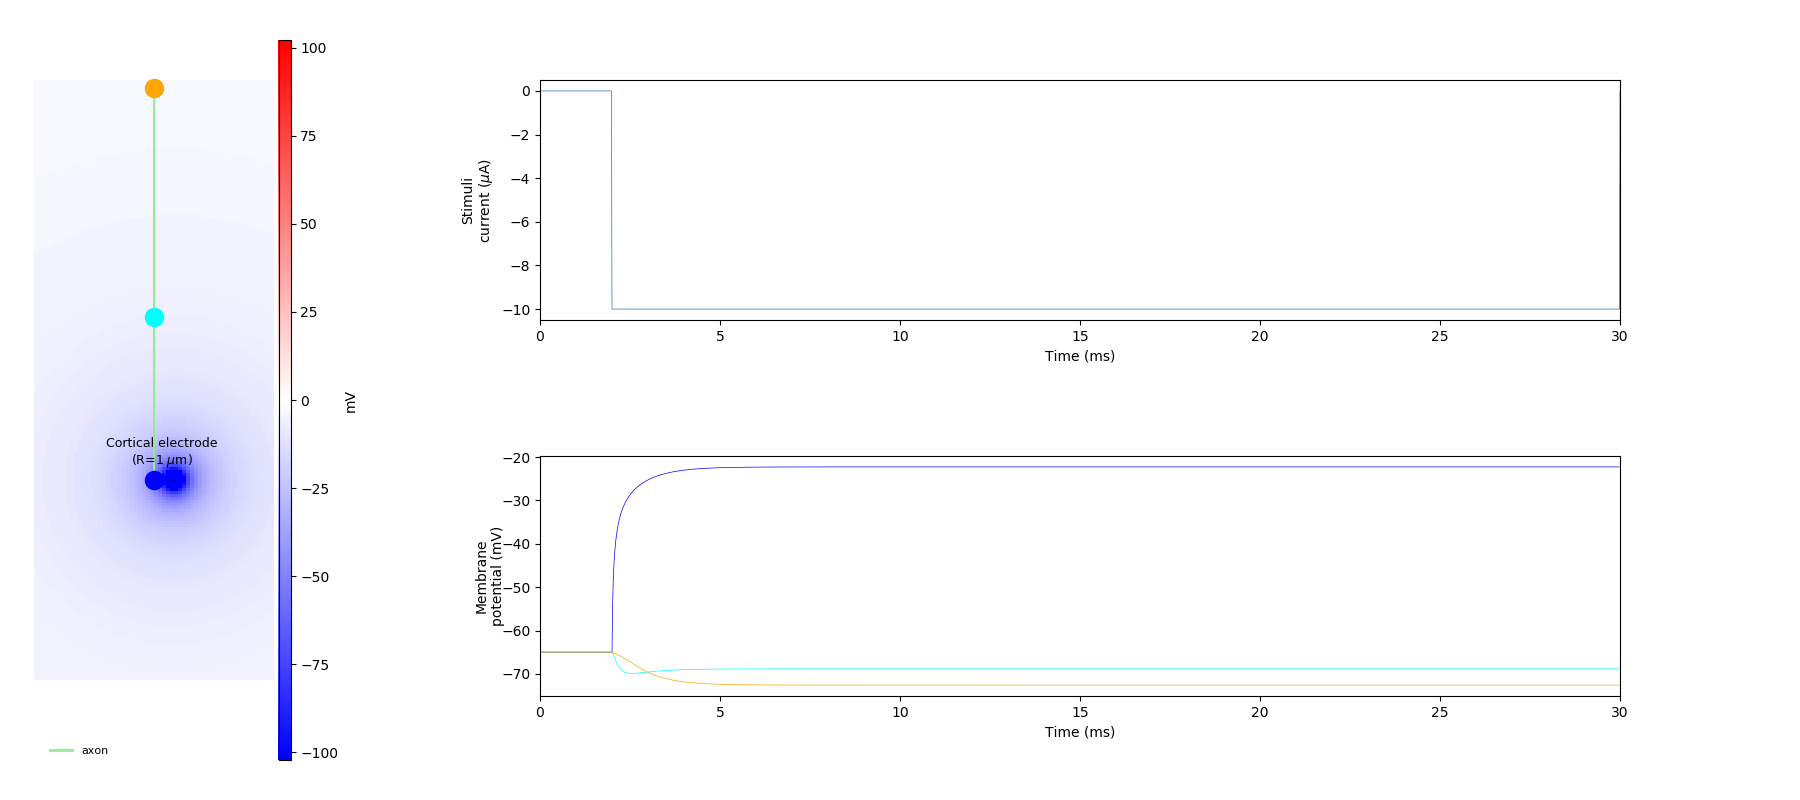 Cortical electrode
(R=1 μm)
axon
100
75
50
25
0
−25
−50
−75
−100
mV
Stimuli
current (μA)
0
−2
−4
−6
−8
−10
0 5 10 15 20 25 30
Time (ms)
Membrane
potential (mV)
−20
−30
−40
−50
−60
−70
0 5 10 15 20 25 30
Time (ms)